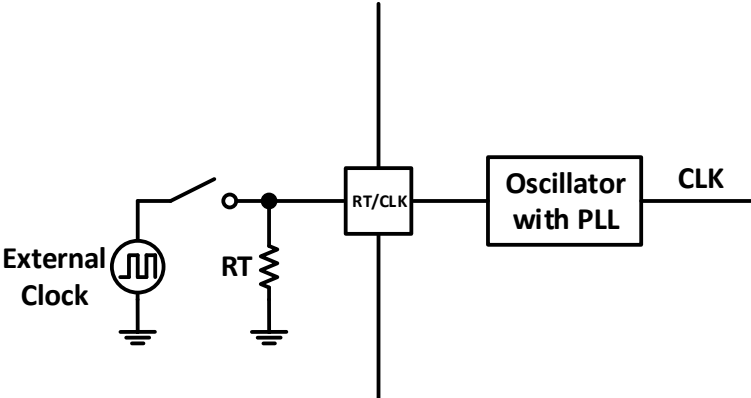 External
Clock
RT
RT/CLK
Oscillator
with PLL
CLK